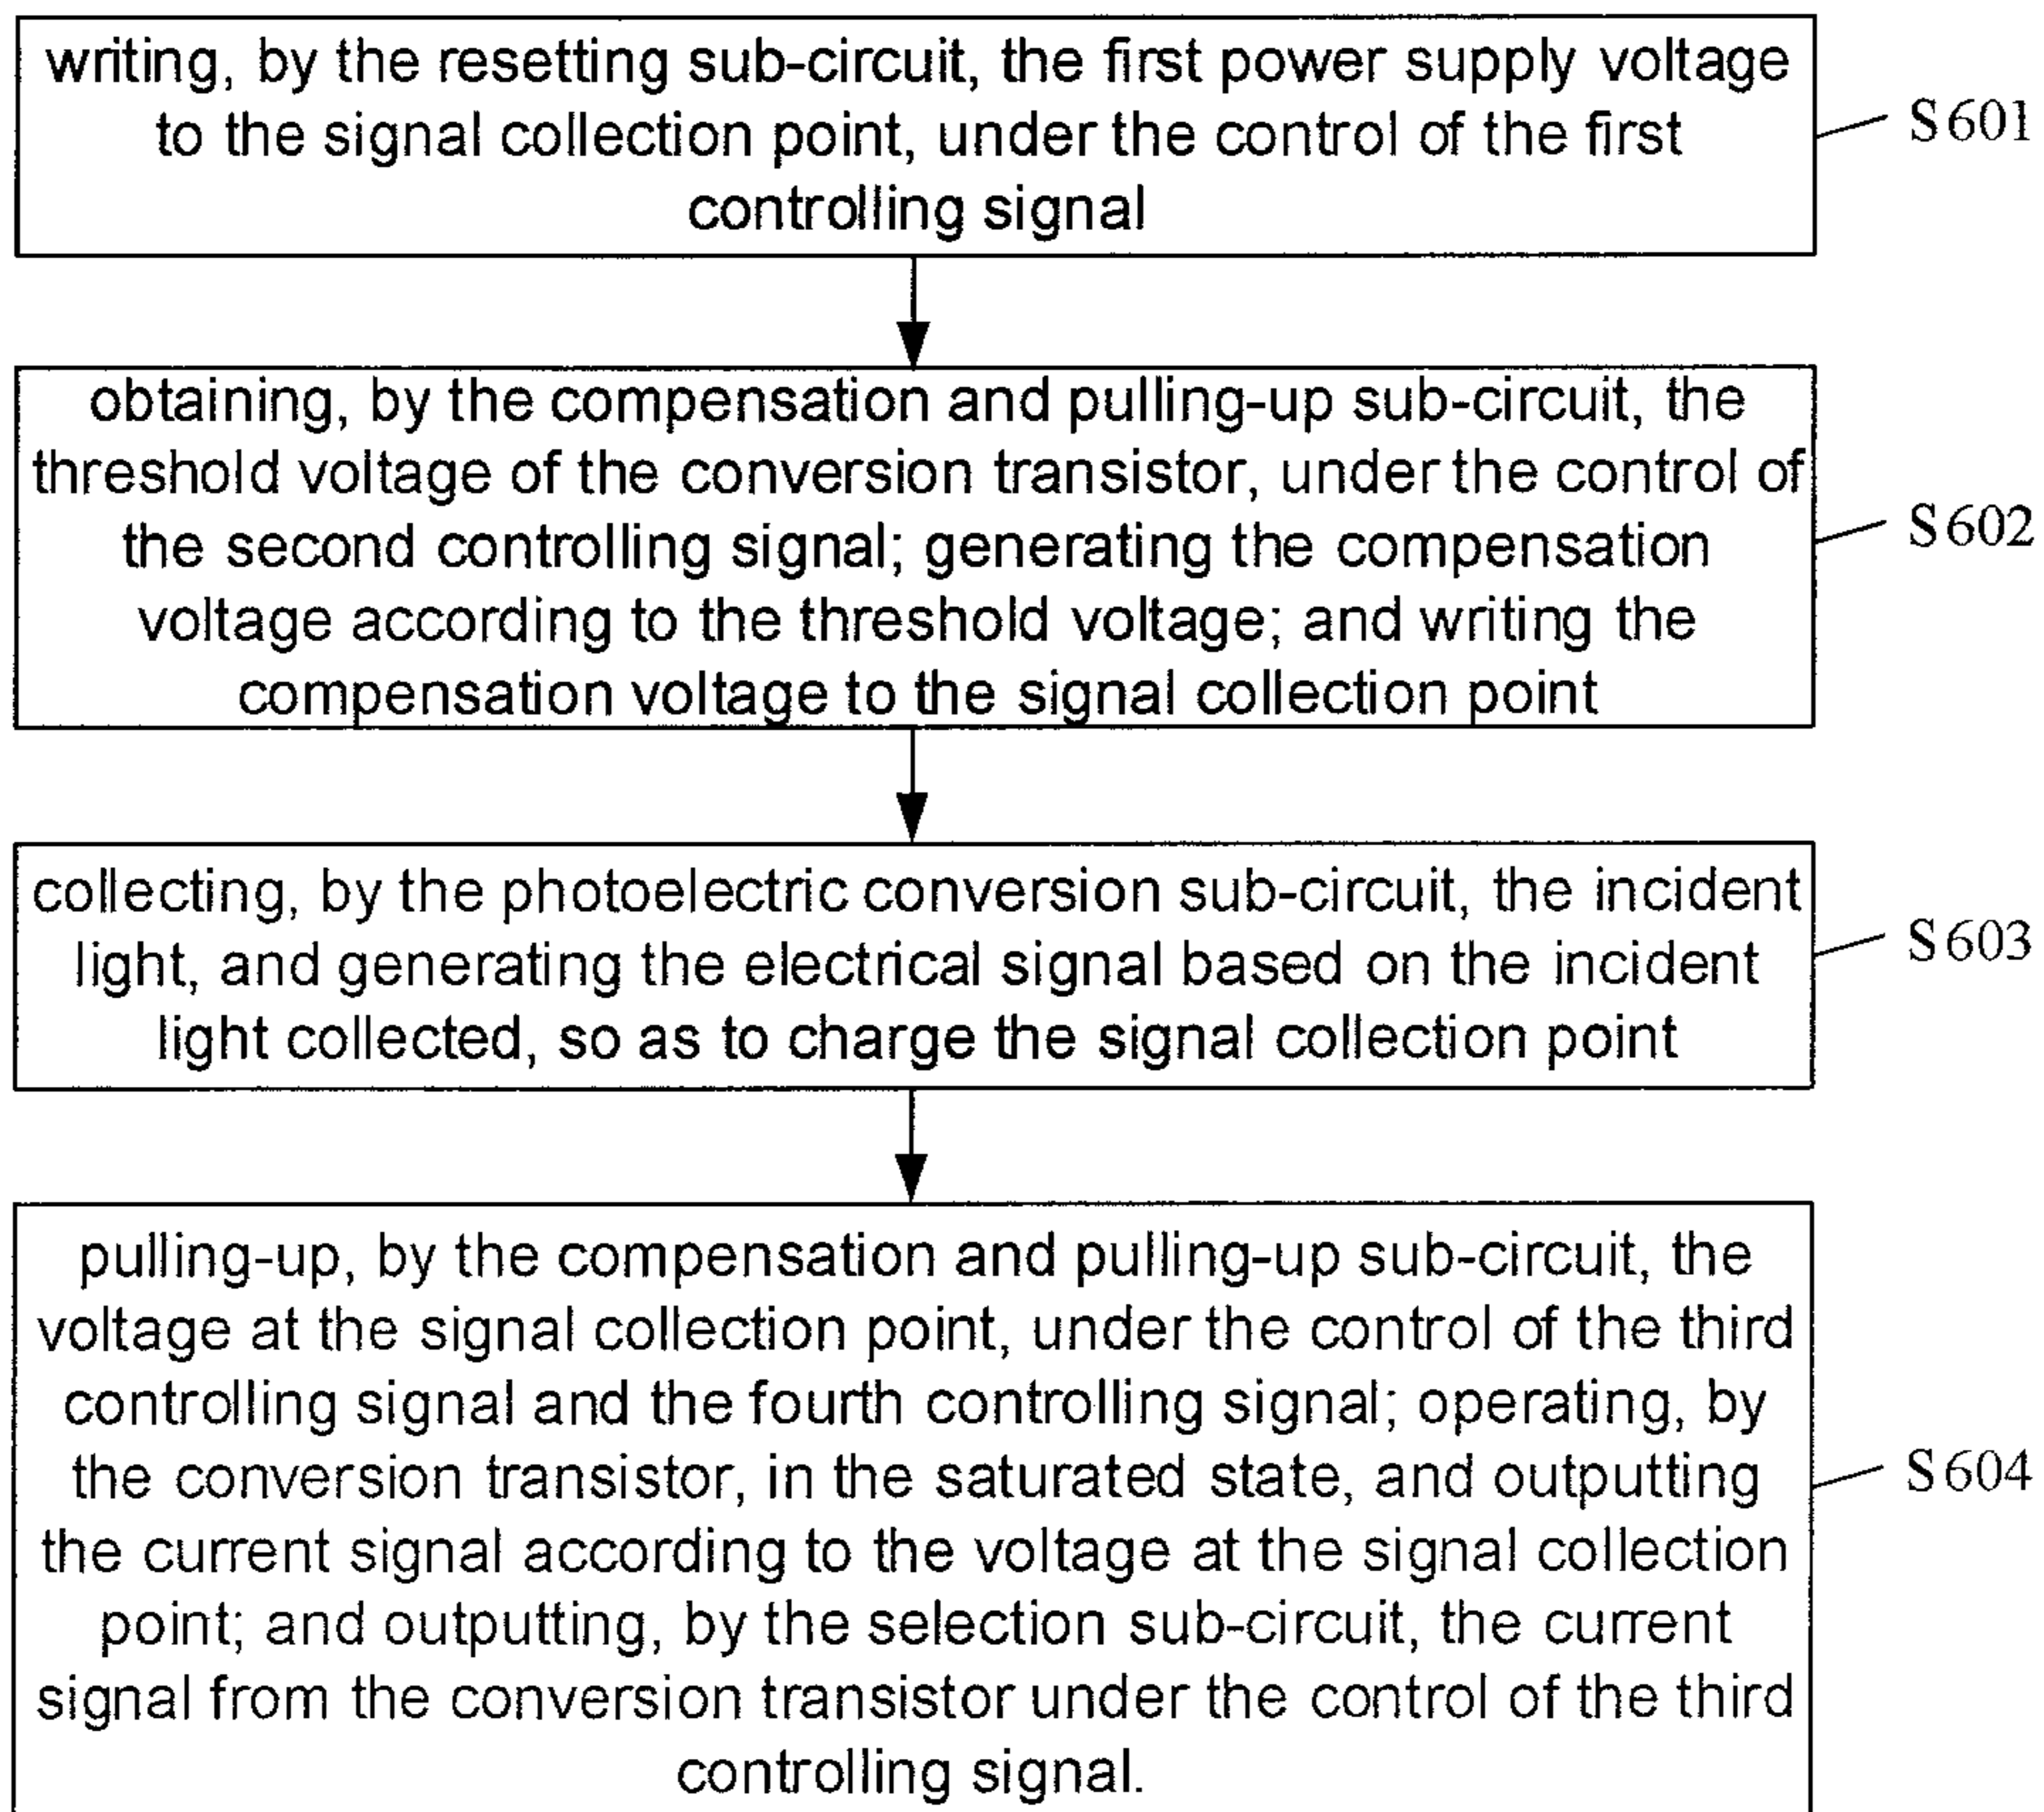 writing, by the resetting sub-circuit, the first power supply voltage
to the signal collection point, under the control of the first
controlling signal
S601
obtaining, by the compensation and pulling-up sub-circuit, the
threshold voltage of the conversion transistor, under the control of
the second controlling signal; generating the compensation
voltage according to the threshold voltage; and writing the
compensation voltage to the signal collection point
S602
collecting, by the photoelectric conversion sub-circuit, the incident
light, and generating the electrical signal based on the incident
light collected, so as to charge the signal collection point
S603
pulling-up, by the compensation and pulling-up sub-circuit, the
voltage at the signal collection point, under the control of the third
controlling signal and the fourth controlling signal; operating, by
the conversion transistor, in the saturated state, and outputting
the current signal according to the voltage at the signal collection
point; and outputting, by the selection sub-circuit, the current
signal from the conversion transistor under the control of the third
controlling signal.
S604